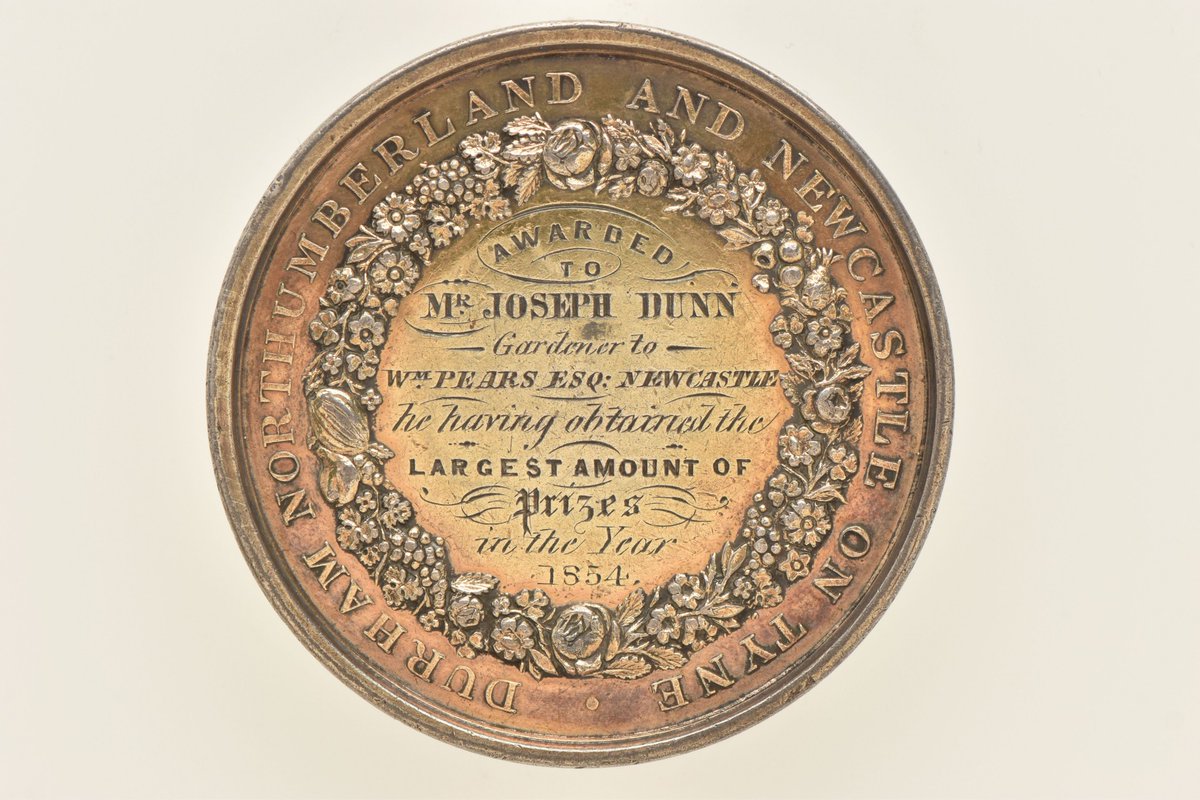 DURHAM NORTHUMBERLAND AND NEWCASTLE ON TYNE
AWARDED
TO
MR JOSEPH DUNN
Gardener to
WM PEARS ESQ: NEWCASTLE
he having obtained the
LARGEST AMOUNT OF
Prizes
in the Year
1854.